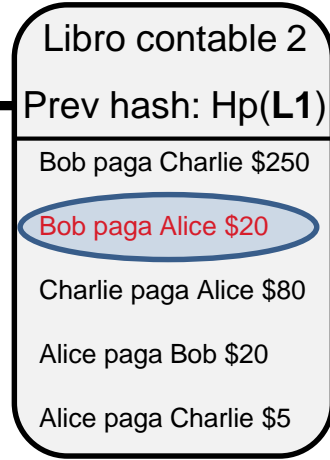 Libro contable 2
Prev hash: Hp(L1)
Bob paga Charlie $250
Bob paga Alice $20
Charlie paga Alice $80
Alice paga Bob $20
Alice paga Charlie $5